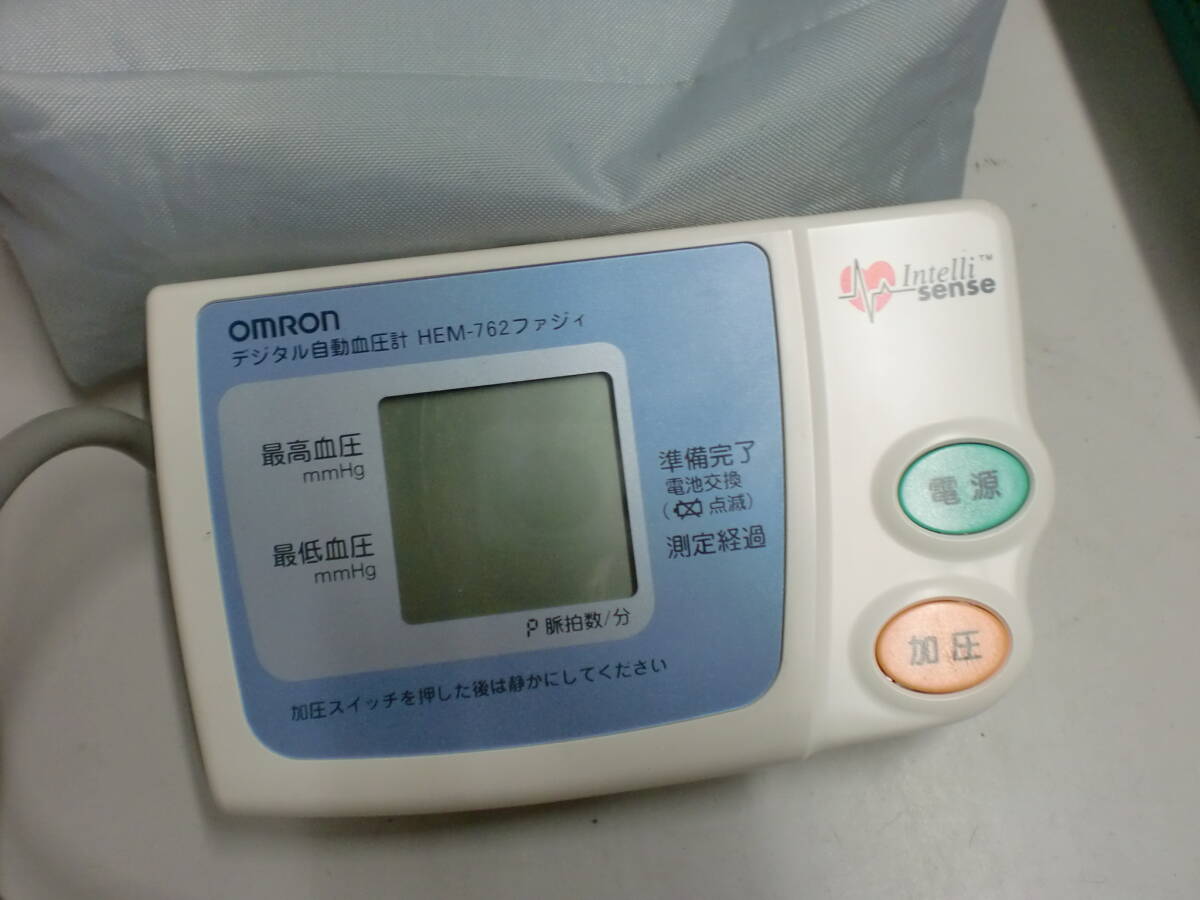 OMRON
デジタル自動血圧計 HEM-762ファジィ
Intelli™
sense
最高血圧
mmHg
最低血圧
mmHg
準備完了
電池交換
( 点滅)
測定経過
P 脈拍数/分
加圧スイッチを押した後は静かにしてください
電源
加圧